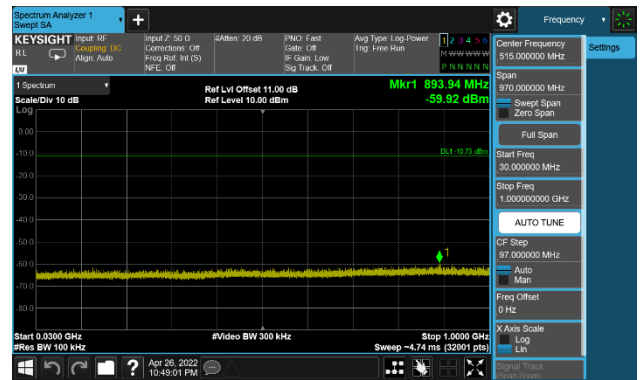 Spectrum Analyzer 1
Swept SA
Frequency
KEYSIGHT
RL
LXI
Input: RF
Coupling: DC
Align: Auto
Input Z: 50 Ω
Corrections: Off
Freq Ref: Int (S)
NFE: Off
#Atten: 20 dB
PNO: Fast
Gate: Off
IF Gain: Low
Sig Track: Off
Avg Type: Log-Power
Trig: Free Run
1 2 3 4 5 6
M W W W W W
P N N N N N
1 Spectrum
Scale/Div 10 dB
Log
Ref Lvl Offset 11.00 dB
Ref Level 10.00 dBm
Mkr1 893.94 MHz
-59.92 dBm
0.00
-10.0
DL1 -10.75 dBm
-20.0
-30.0
-40.0
-50.0
1
-60.0
-70.0
-80.0
Start 0.0300 GHz
#Res BW 100 kHz
#Video BW 300 kHz
Stop 1.0000 GHz
Sweep ~4.74 ms (32001 pts)
?
Apr 26, 2022
10:49:01 PM
Center Frequency
515.000000 MHz
Settings
Span
970.000000 MHz
Swept Span
Zero Span
Full Span
Start Freq
30.000000 MHz
Stop Freq
1.000000000 GHz
AUTO TUNE
CF Step
97.000000 MHz
Auto
Man
Freq Offset
0 Hz
X Axis Scale
Log
Lin
Signal Track
(Span Zoom)